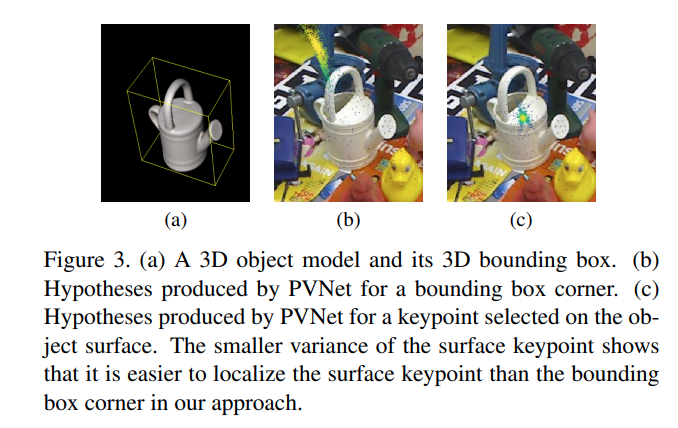 (a)
(b)
(c)
Figure 3. (a) A 3D object model and its 3D bounding box. (b)
Hypotheses produced by PVNet for a bounding box corner. (c)
Hypotheses produced by PVNet for a keypoint selected on the ob-
ject surface. The smaller variance of the surface keypoint shows
that it is easier to localize the surface keypoint than the bounding
box corner in our approach.